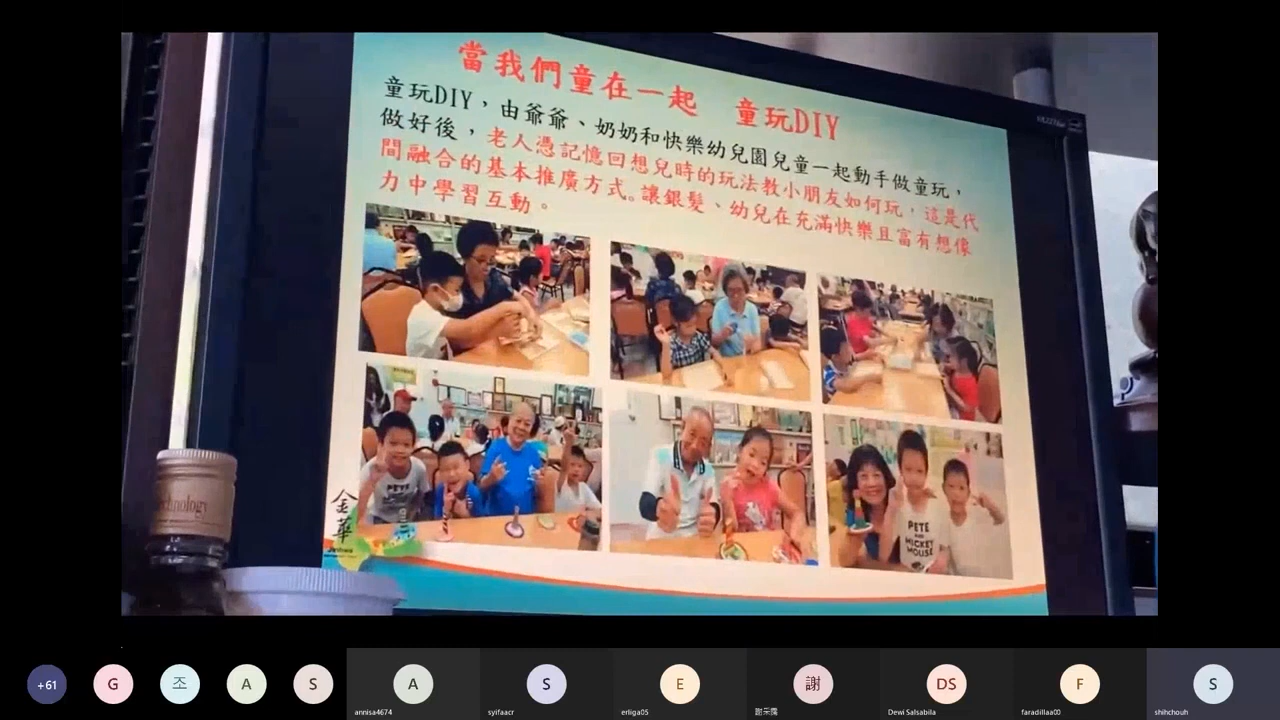 當我們童在一起 童玩DIY
童玩DIY，由爺爺、奶奶和快樂幼兒園兒童一起動手做童玩，
做好後，老人憑記憶回想兒時的玩法教小朋友如何玩，這是代
間融合的基本推廣方式。讓銀髮、幼兒在充滿快樂且富有想像
力中學習互動。
PETE
AND
MICKEY
MOUSE
金華
+61
G
조
A
S
A
annisa4674
S
syifaacr
E
erliga05
謝
謝采霈
DS
Dewi Salsabila
F
faradillaa00
S
shihchouh